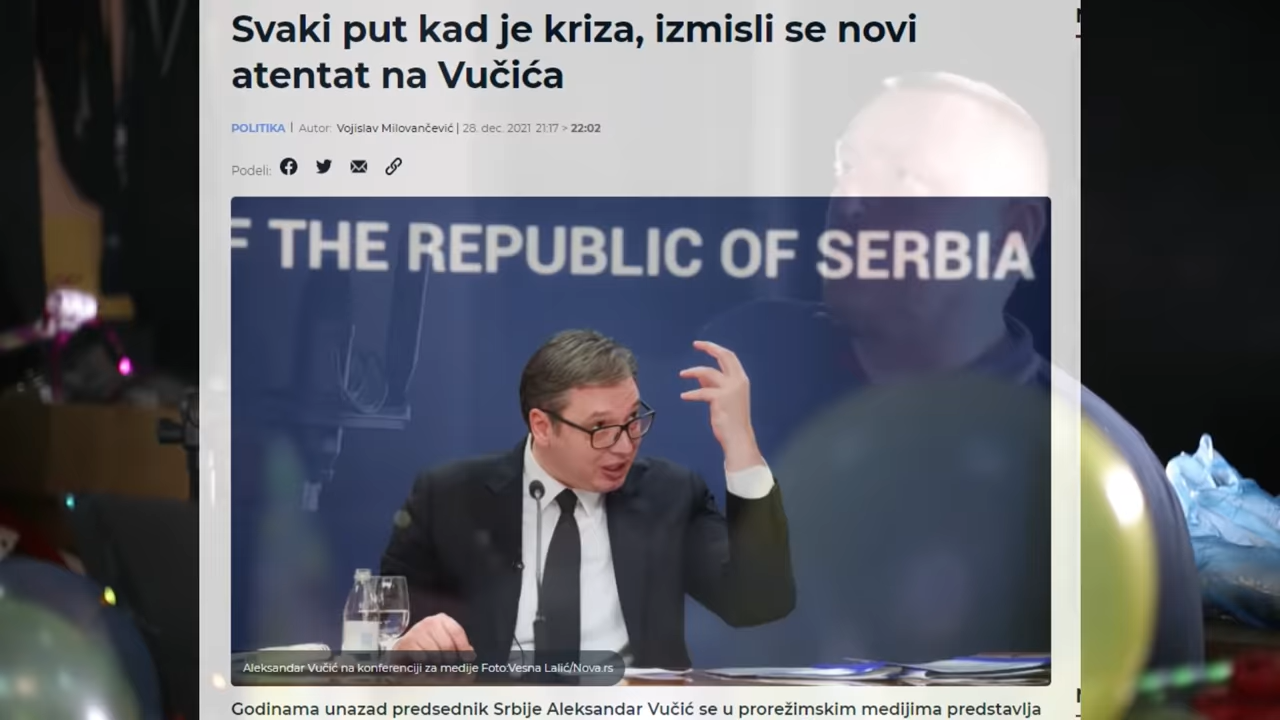 Svaki put kad je kriza, izmisli se novi
atentat na Vučića
POLITIKA | Autor: Vojislav Milovančević | 28. dec. 2021 21:17 > 22:02
Podeli:
F THE REPUBLIC OF SERBIA
Aleksandar Vučić na konferenciji za medije Foto:Vesna Lalić/Nova.rs
Godinama unazad predsednik Srbije Aleksandar Vučić se u prorežimskim medijima predstavlja